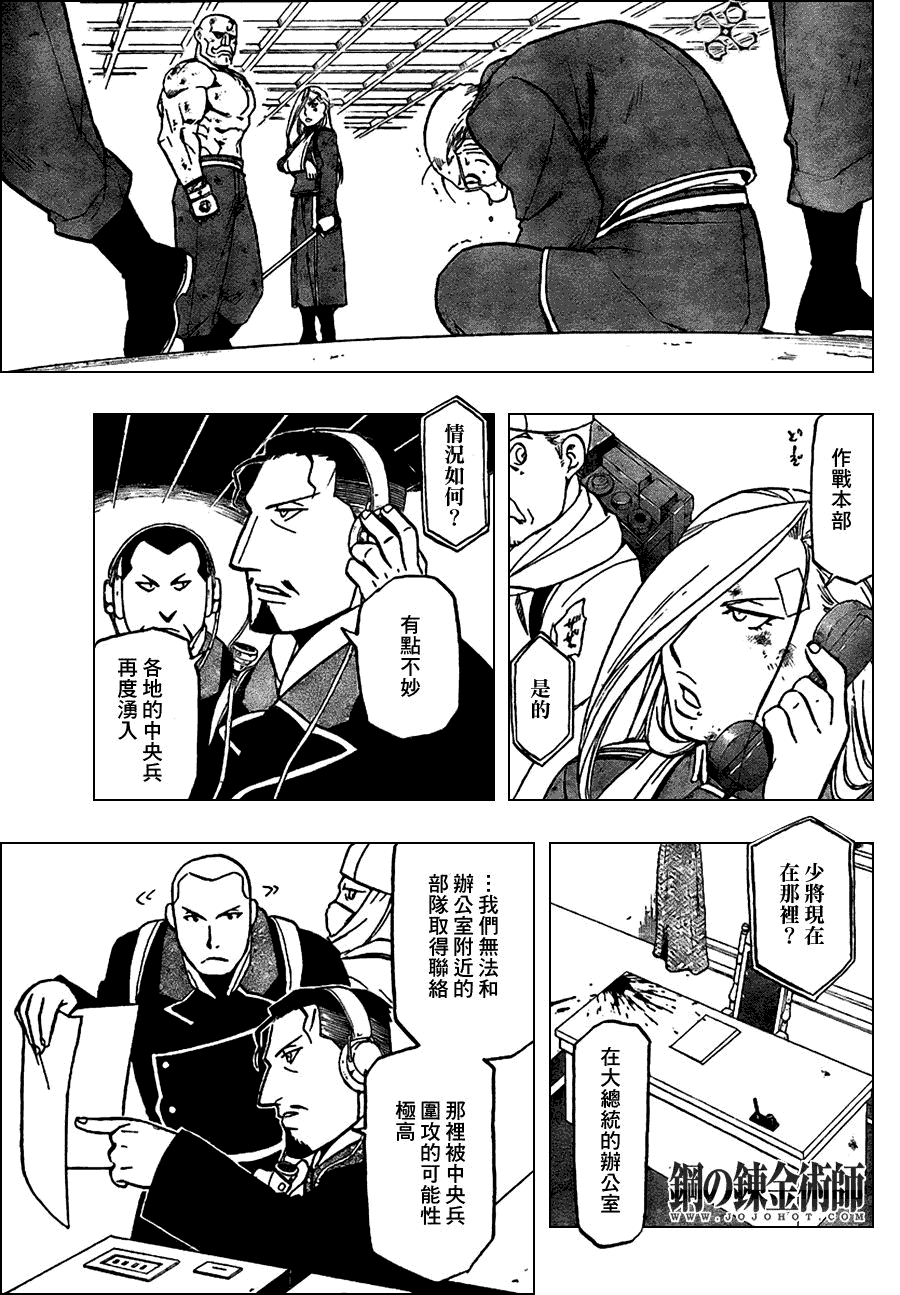 作戰本部
是的
情況如何？
有點不妙
各地的中央兵
再度湧入
少將現在
在那裡？
在大總統的辦公室
…我們無法和
辦公室附近的
部隊取得聯絡
那裡被中央兵
圍攻的可能性
極高
鋼の錬金術師
WWW.JOJOHOT.COM